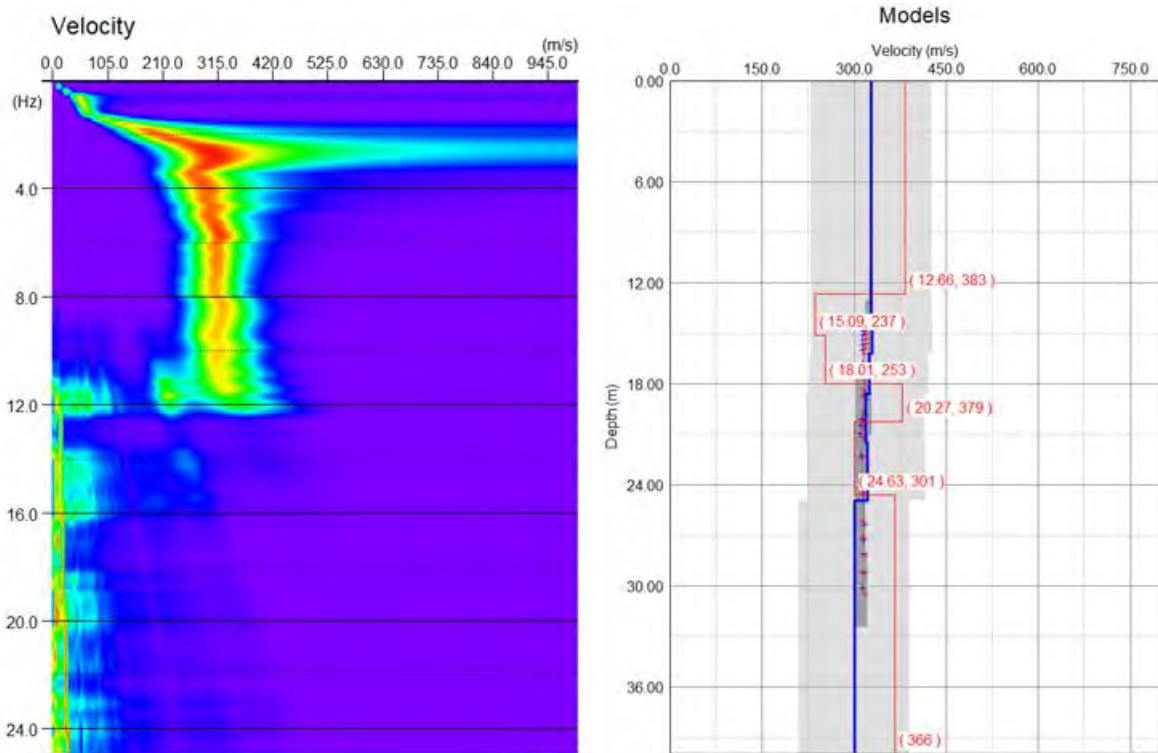 Velocity
(m/s)
0.0 105.0 210.0 315.0 420.0 525.0 630.0 735.0 840.0 945.0
(Hz)
4.0
8.0
12.0
16.0
20.0
24.0
Models
Velocity (m/s)
0.0 150.0 300.0 450.0 600.0 750.0
0.00
6.00
12.00
18.00
24.00
30.00
36.00
Depth (m)
( 12.66, 383 )
( 15.09, 237 )
( 18.01, 253 )
( 20.27, 379 )
( 24.63, 301 )
( 366 )